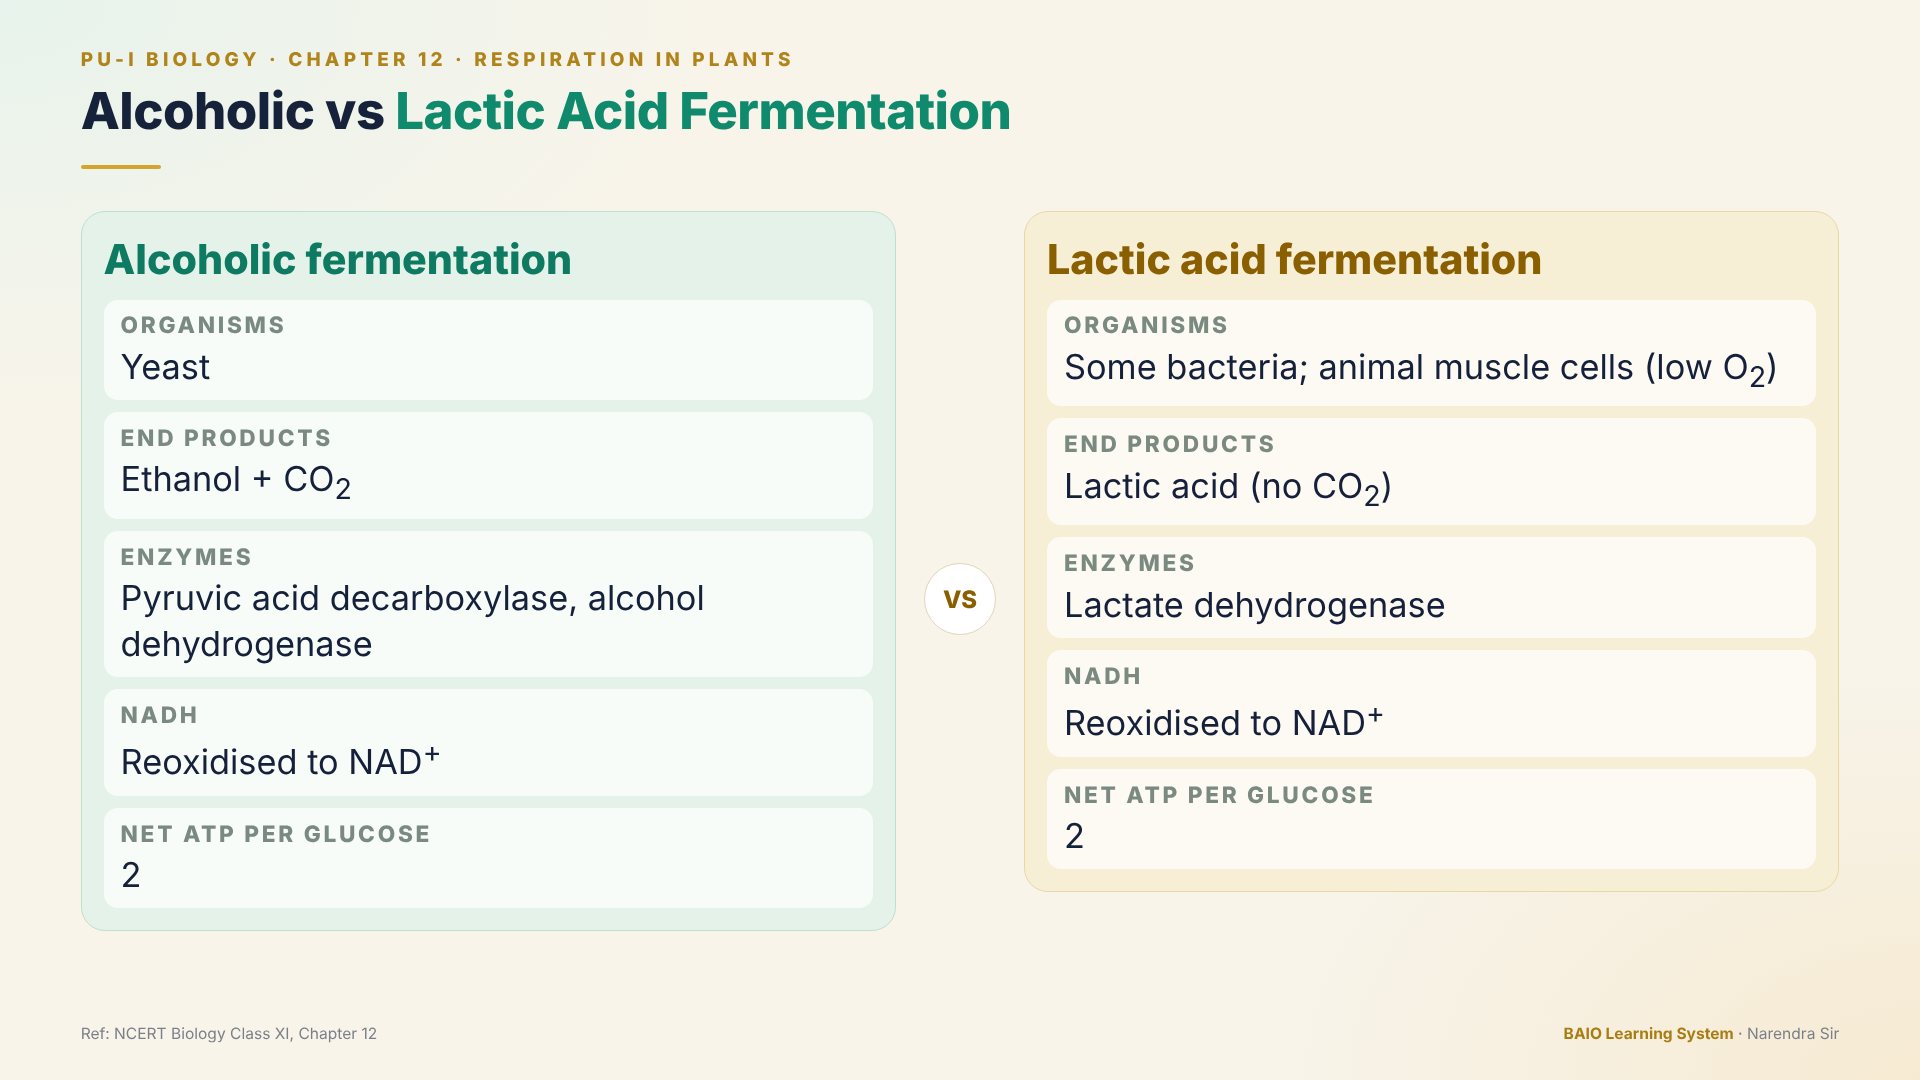 PU-I BIOLOGY · CHAPTER 12 · RESPIRATION IN PLANTS
Alcoholic vs Lactic Acid Fermentation
Alcoholic fermentation
ORGANISMS
Yeast
END PRODUCTS
Ethanol + CO₂
ENZYMES
Pyruvic acid decarboxylase, alcohol
dehydrogenase
NADH
Reoxidised to NAD⁺
NET ATP PER GLUCOSE
2
VS
Lactic acid fermentation
ORGANISMS
Some bacteria; animal muscle cells (low O₂)
END PRODUCTS
Lactic acid (no CO₂)
ENZYMES
Lactate dehydrogenase
NADH
Reoxidised to NAD⁺
NET ATP PER GLUCOSE
2
Ref: NCERT Biology Class XI, Chapter 12
BAIO Learning System · Narendra Sir